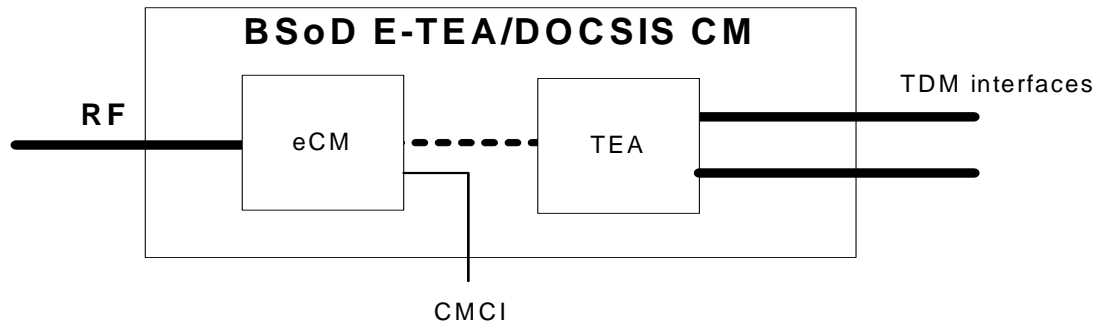 BSoD E-TEA/DOCSIS CM
TDM interfaces
RF
eCM
TEA
CMCI